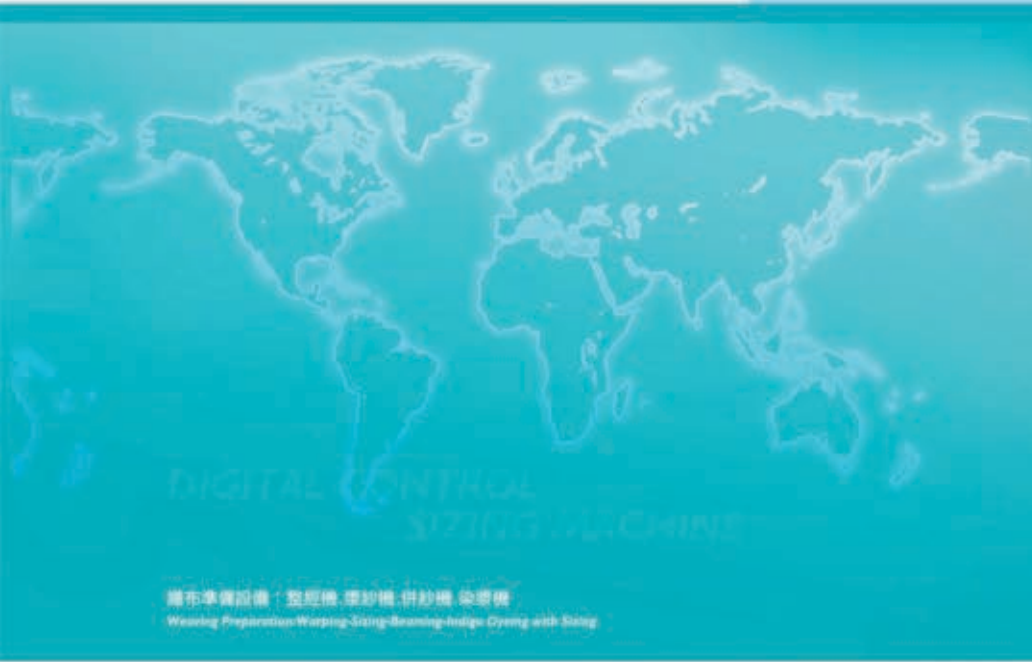 DIGITAL CONTROL
SIZING MACHINE
織布準備設備：整經機.漿紗機.併紗機.染漿機
Weaving Preparation-Warping-Sizing-Beaming-Indigo Dyeing with Sizing